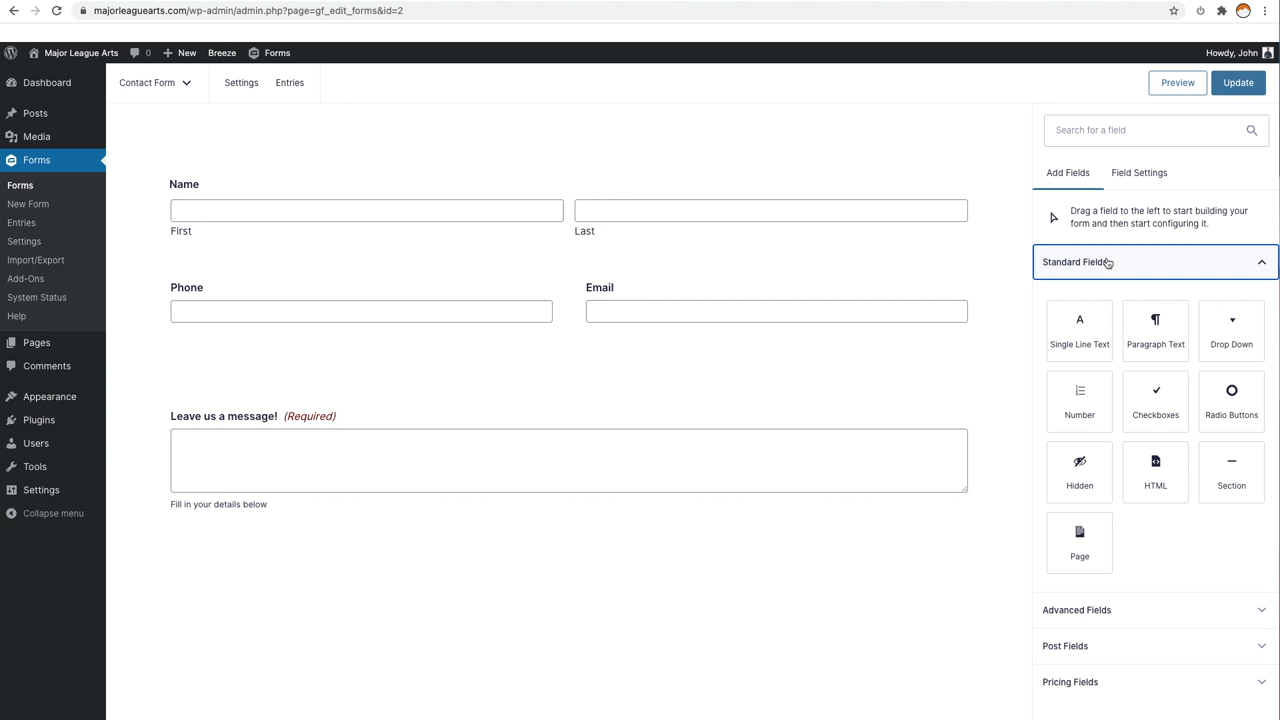 majorleaguearts.com/wp-admin/admin.php?page=gf_edit_forms&id=2
Major League Arts
0
New
Breeze
Forms
Howdy, John
Dashboard
Posts
Media
Forms
Forms
New Form
Entries
Settings
Import/Export
Add-Ons
System Status
Help
Pages
Comments
Appearance
Plugins
Users
Tools
Settings
Collapse menu
Contact Form
Settings
Entries
Preview
Update
Name
First
Last
Phone
Email
Leave us a message! (Required)
Fill in your details below
Search for a field
Add Fields
Field Settings
Drag a field to the left to start building your
form and then start configuring it.
Standard Fields
A
Single Line Text
Paragraph Text
Drop Down
Number
Checkboxes
Radio Buttons
Hidden
HTML
Section
Page
Advanced Fields
Post Fields
Pricing Fields